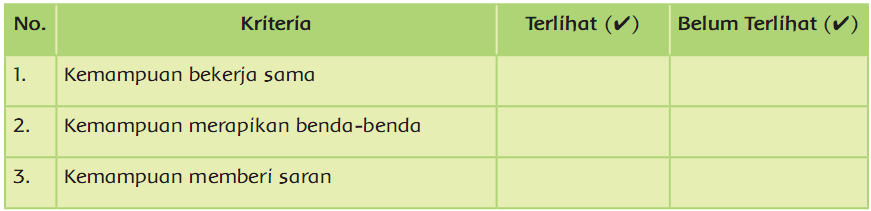 No. Kriteria Terlihat (✔) Belum Terlihat (✔)
1. Kemampuan bekerja sama
2. Kemampuan merapikan benda-benda
3. Kemampuan memberi saran